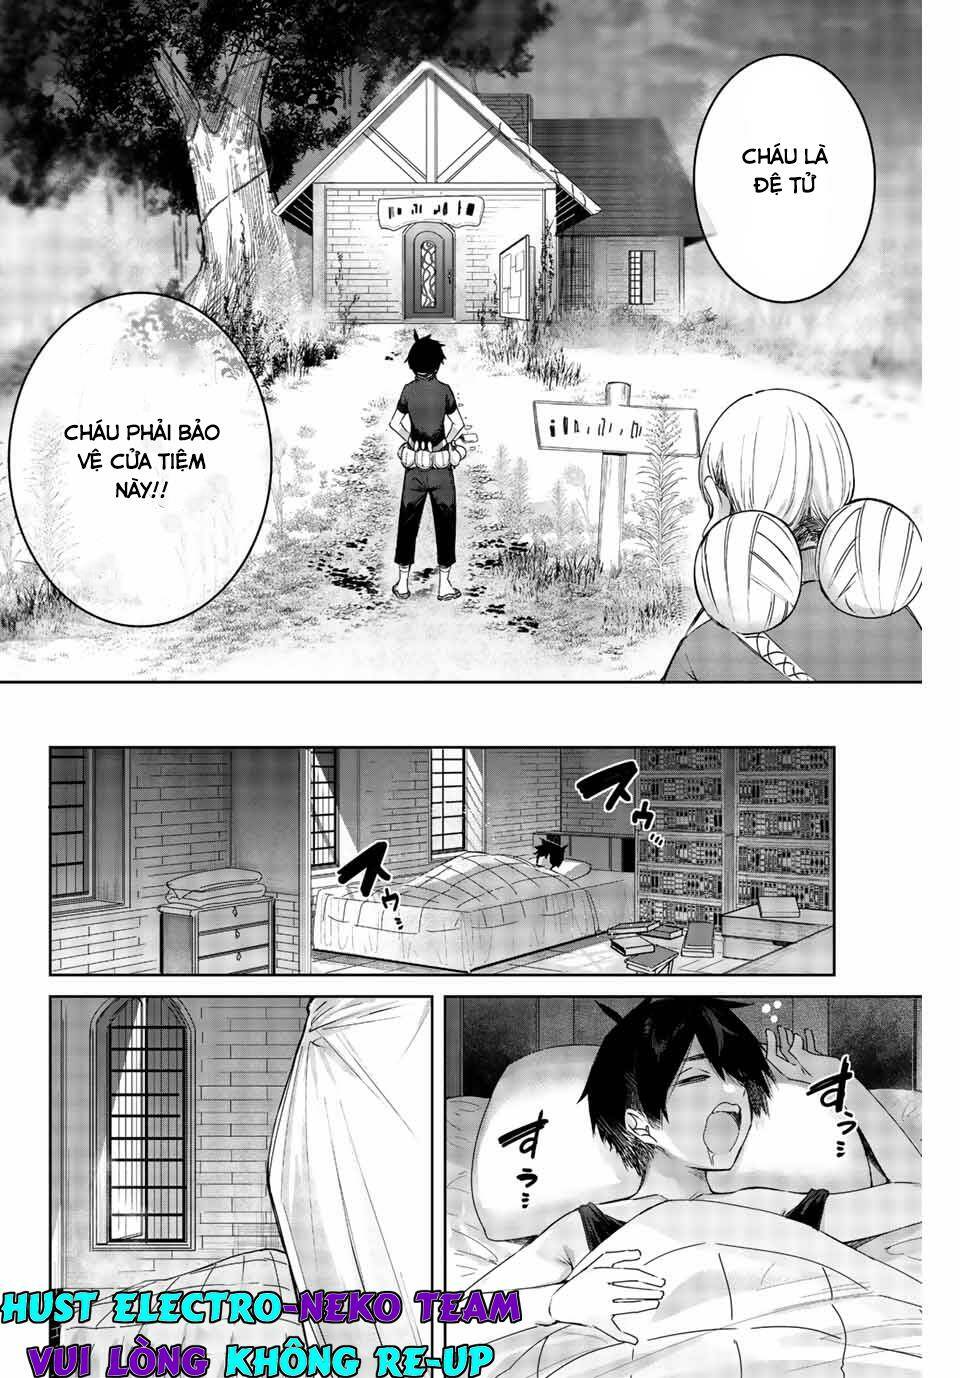 CHÁU LÀ
ĐỆ TỬ
CHÁU PHẢI BẢO
VỆ CỬA TIỆM
NÀY!!
スゥゥ…
スゥ…
すぅ…
すぅ…
HUST ELECTRO-NEKO TEAM
VUI LÒNG KHÔNG RE-UP